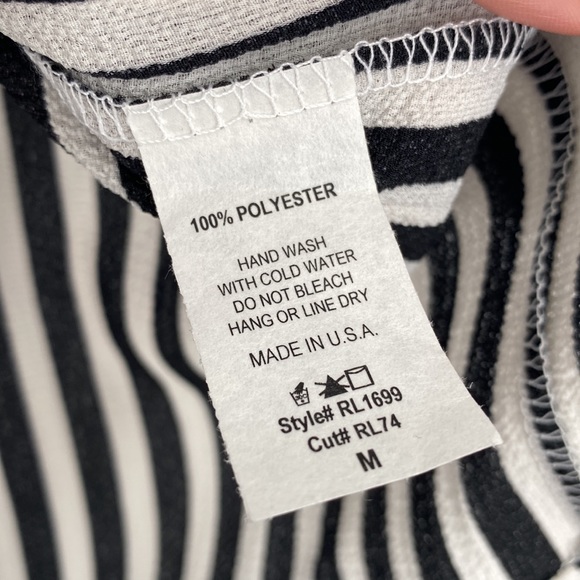 100% POLYESTER
HAND WASH
WITH COLD WATER
DO NOT BLEACH
HANG OR LINE DRY
MADE IN U.S.A.
Style# RL1699
Cut# RL74
M